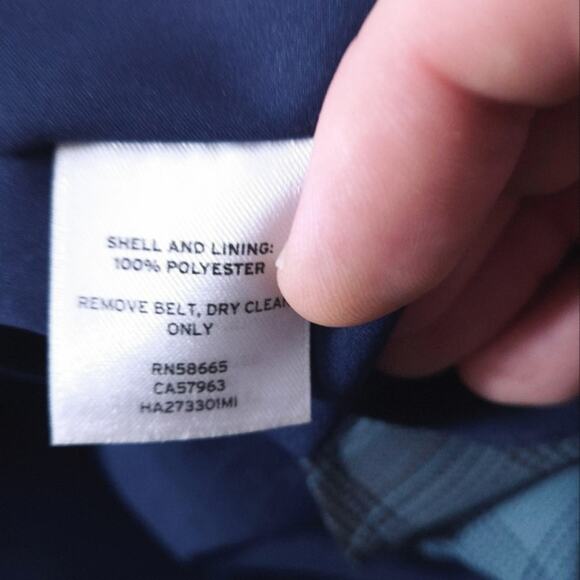 SHELL AND LINING:
100% POLYESTER
REMOVE BELT, DRY CLEAN
ONLY
RN58665
CA57963
HA273301MI